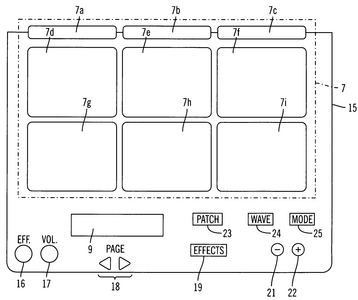 7a 7b 7c
7d 7e 7f
7
15
7g 7h 7i
PATCH WAVE MODE
23 24 25
EFF. VOL. 9 PAGE EFFECTS
16 17 18 19 21 22